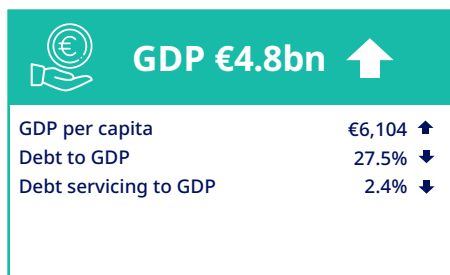 GDP €4.8bn
GDP per capita €6,104
Debt to GDP 27.5%
Debt servicing to GDP 2.4%